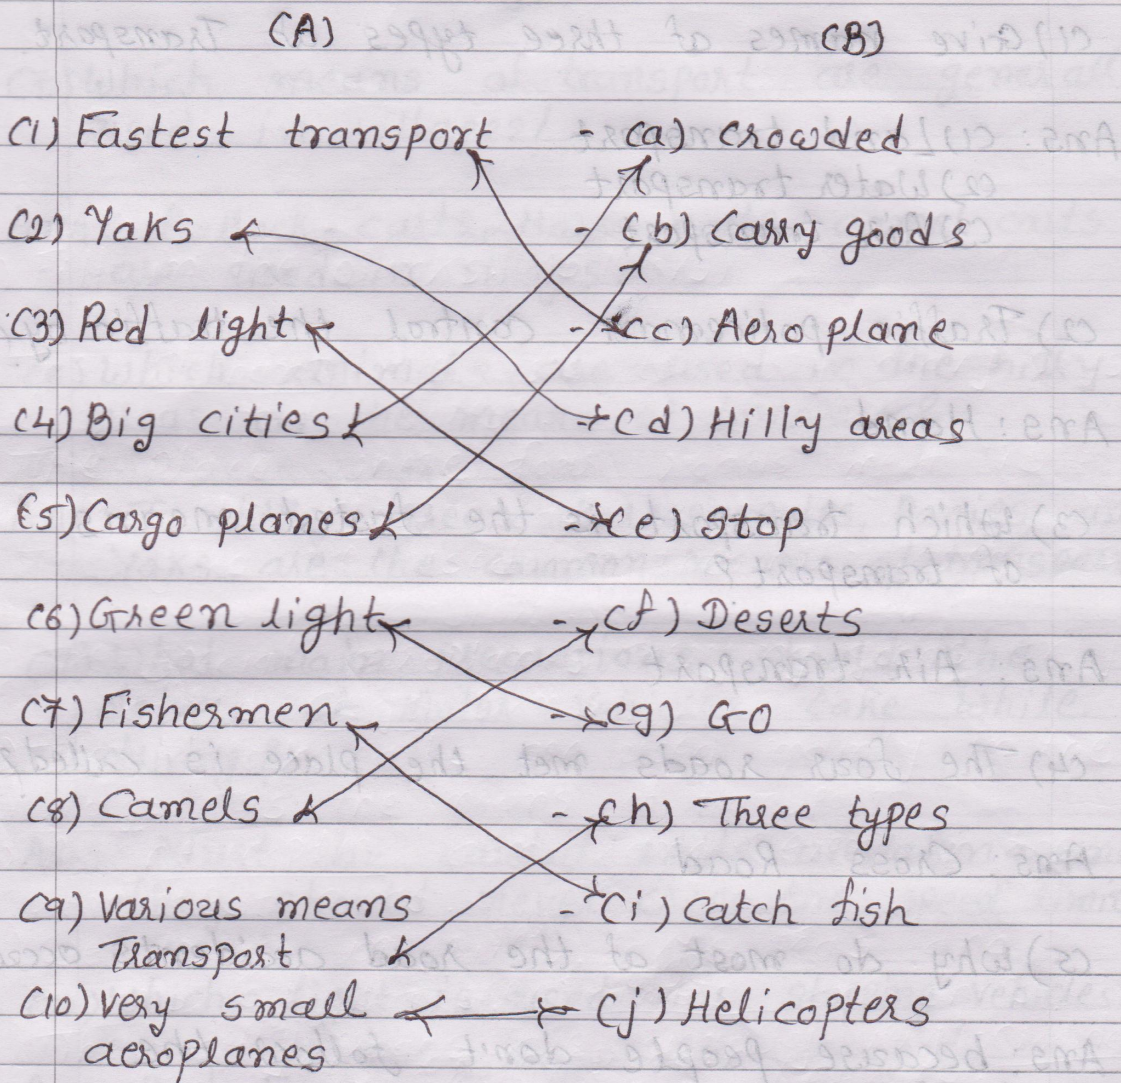 (A) (B)
(1) Fastest transport - (a) crowded
(2) Yaks - (b) Carry goods
(3) Red light - (c) Aeroplane
(4) Big cities - (d) Hilly areas
(5) Cargo planes - (e) Stop
(6) Green light - (f) Deserts
(7) Fishermen - (g) GO
(8) Camels - (h) Three types
(9) Various means - (i) Catch fish
Transport
(10) Very small - (j) Helicopters
aeroplanes